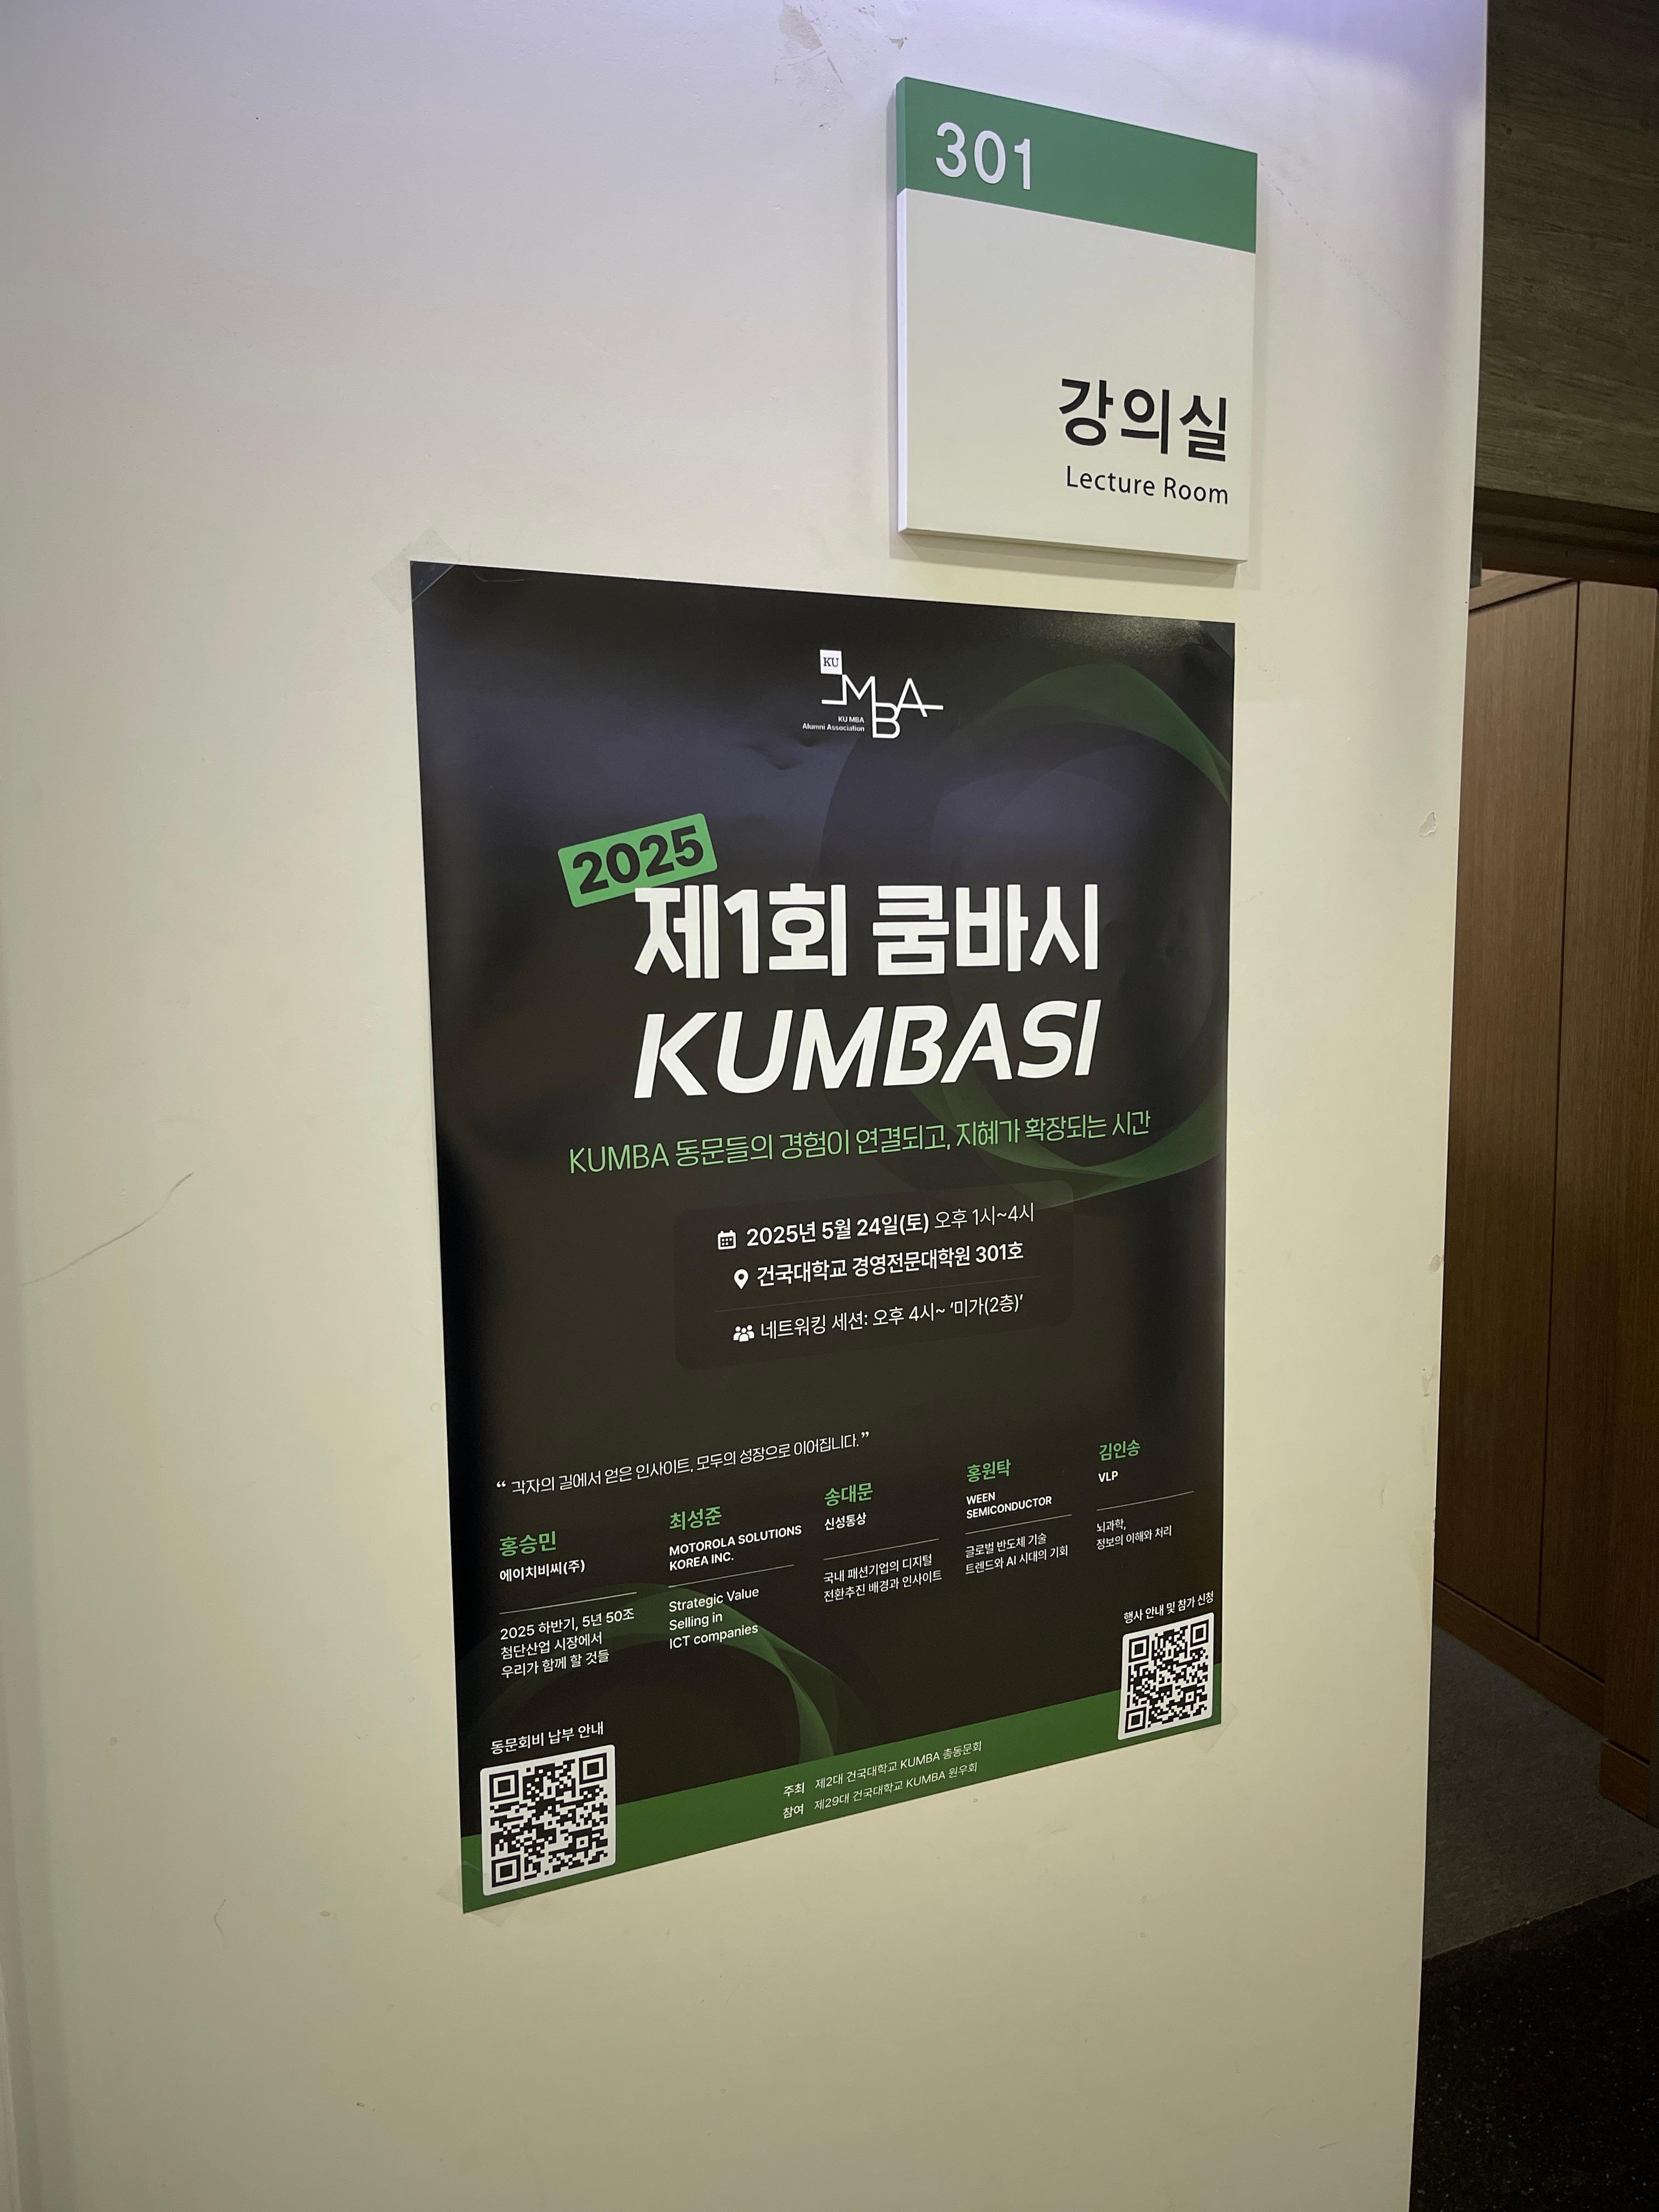 301
강의실
Lecture Room
KU
MBA
KU MBA
Alumni Association
2025
제1회 쿰바시
KUMBASI
KUMBA 동문들의 경험이 연결되고, 지혜가 확장되는 시간
2025년 5월 24일(토) 오후 1시~4시
건국대학교 경영전문대학원 301호
네트워킹 세션: 오후 4시~ '미가(2층)'
“ 각자의 길에서 얻은 인사이트, 모두의 성장으로 이어집니다. ”
홍승민
에이치비씨(주)
2025 하반기, 5년 50조
첨단산업 시장에서
우리가 함께 할 것들
최성준
MOTOROLA SOLUTIONS
KOREA INC.
Strategic Value
Selling in
ICT companies
송대문
신성통상
국내 패션기업의 디지털
전환추진 배경과 인사이트
홍원탁
WEEN
SEMICONDUCTOR
글로벌 반도체 기술
트렌드와 AI 시대의 기회
김인송
VLP
뇌과학,
정보의 이해와 처리
행사 안내 및 참가 신청
동문회비 납부 안내
주최 제2대 건국대학교 KUMBA 총동문회
참여 제29대 건국대학교 KUMBA 원우회